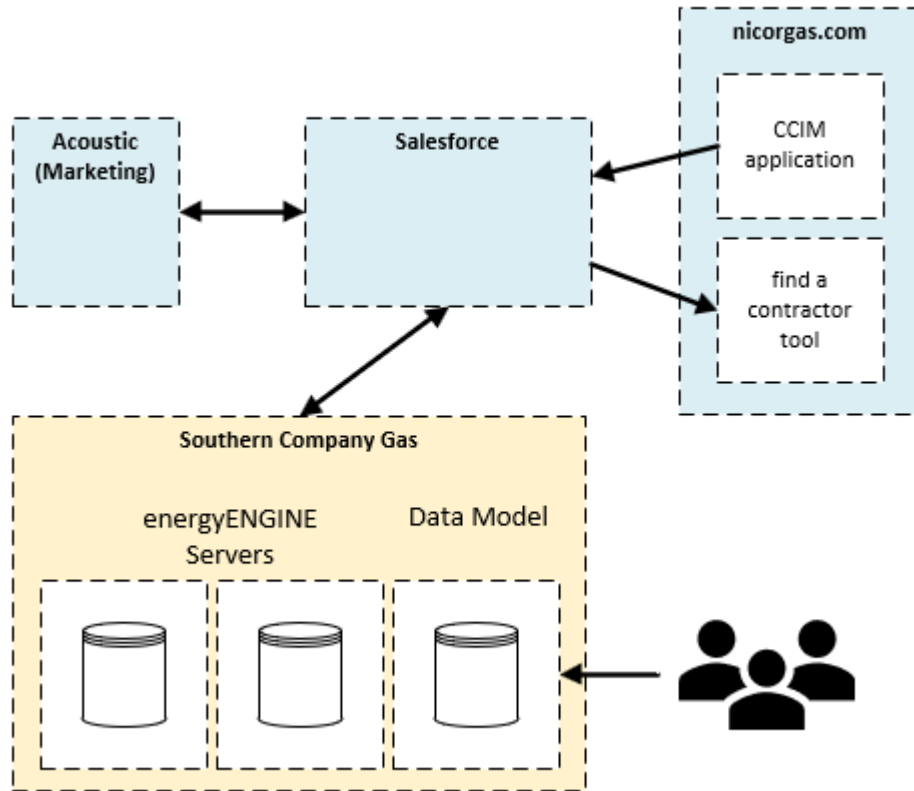 nicorgas.com
CCIM
application
find a
contractor
tool
Acoustic
(Marketing)
Salesforce
Southern Company Gas
energyENGINE
Servers
Data Model